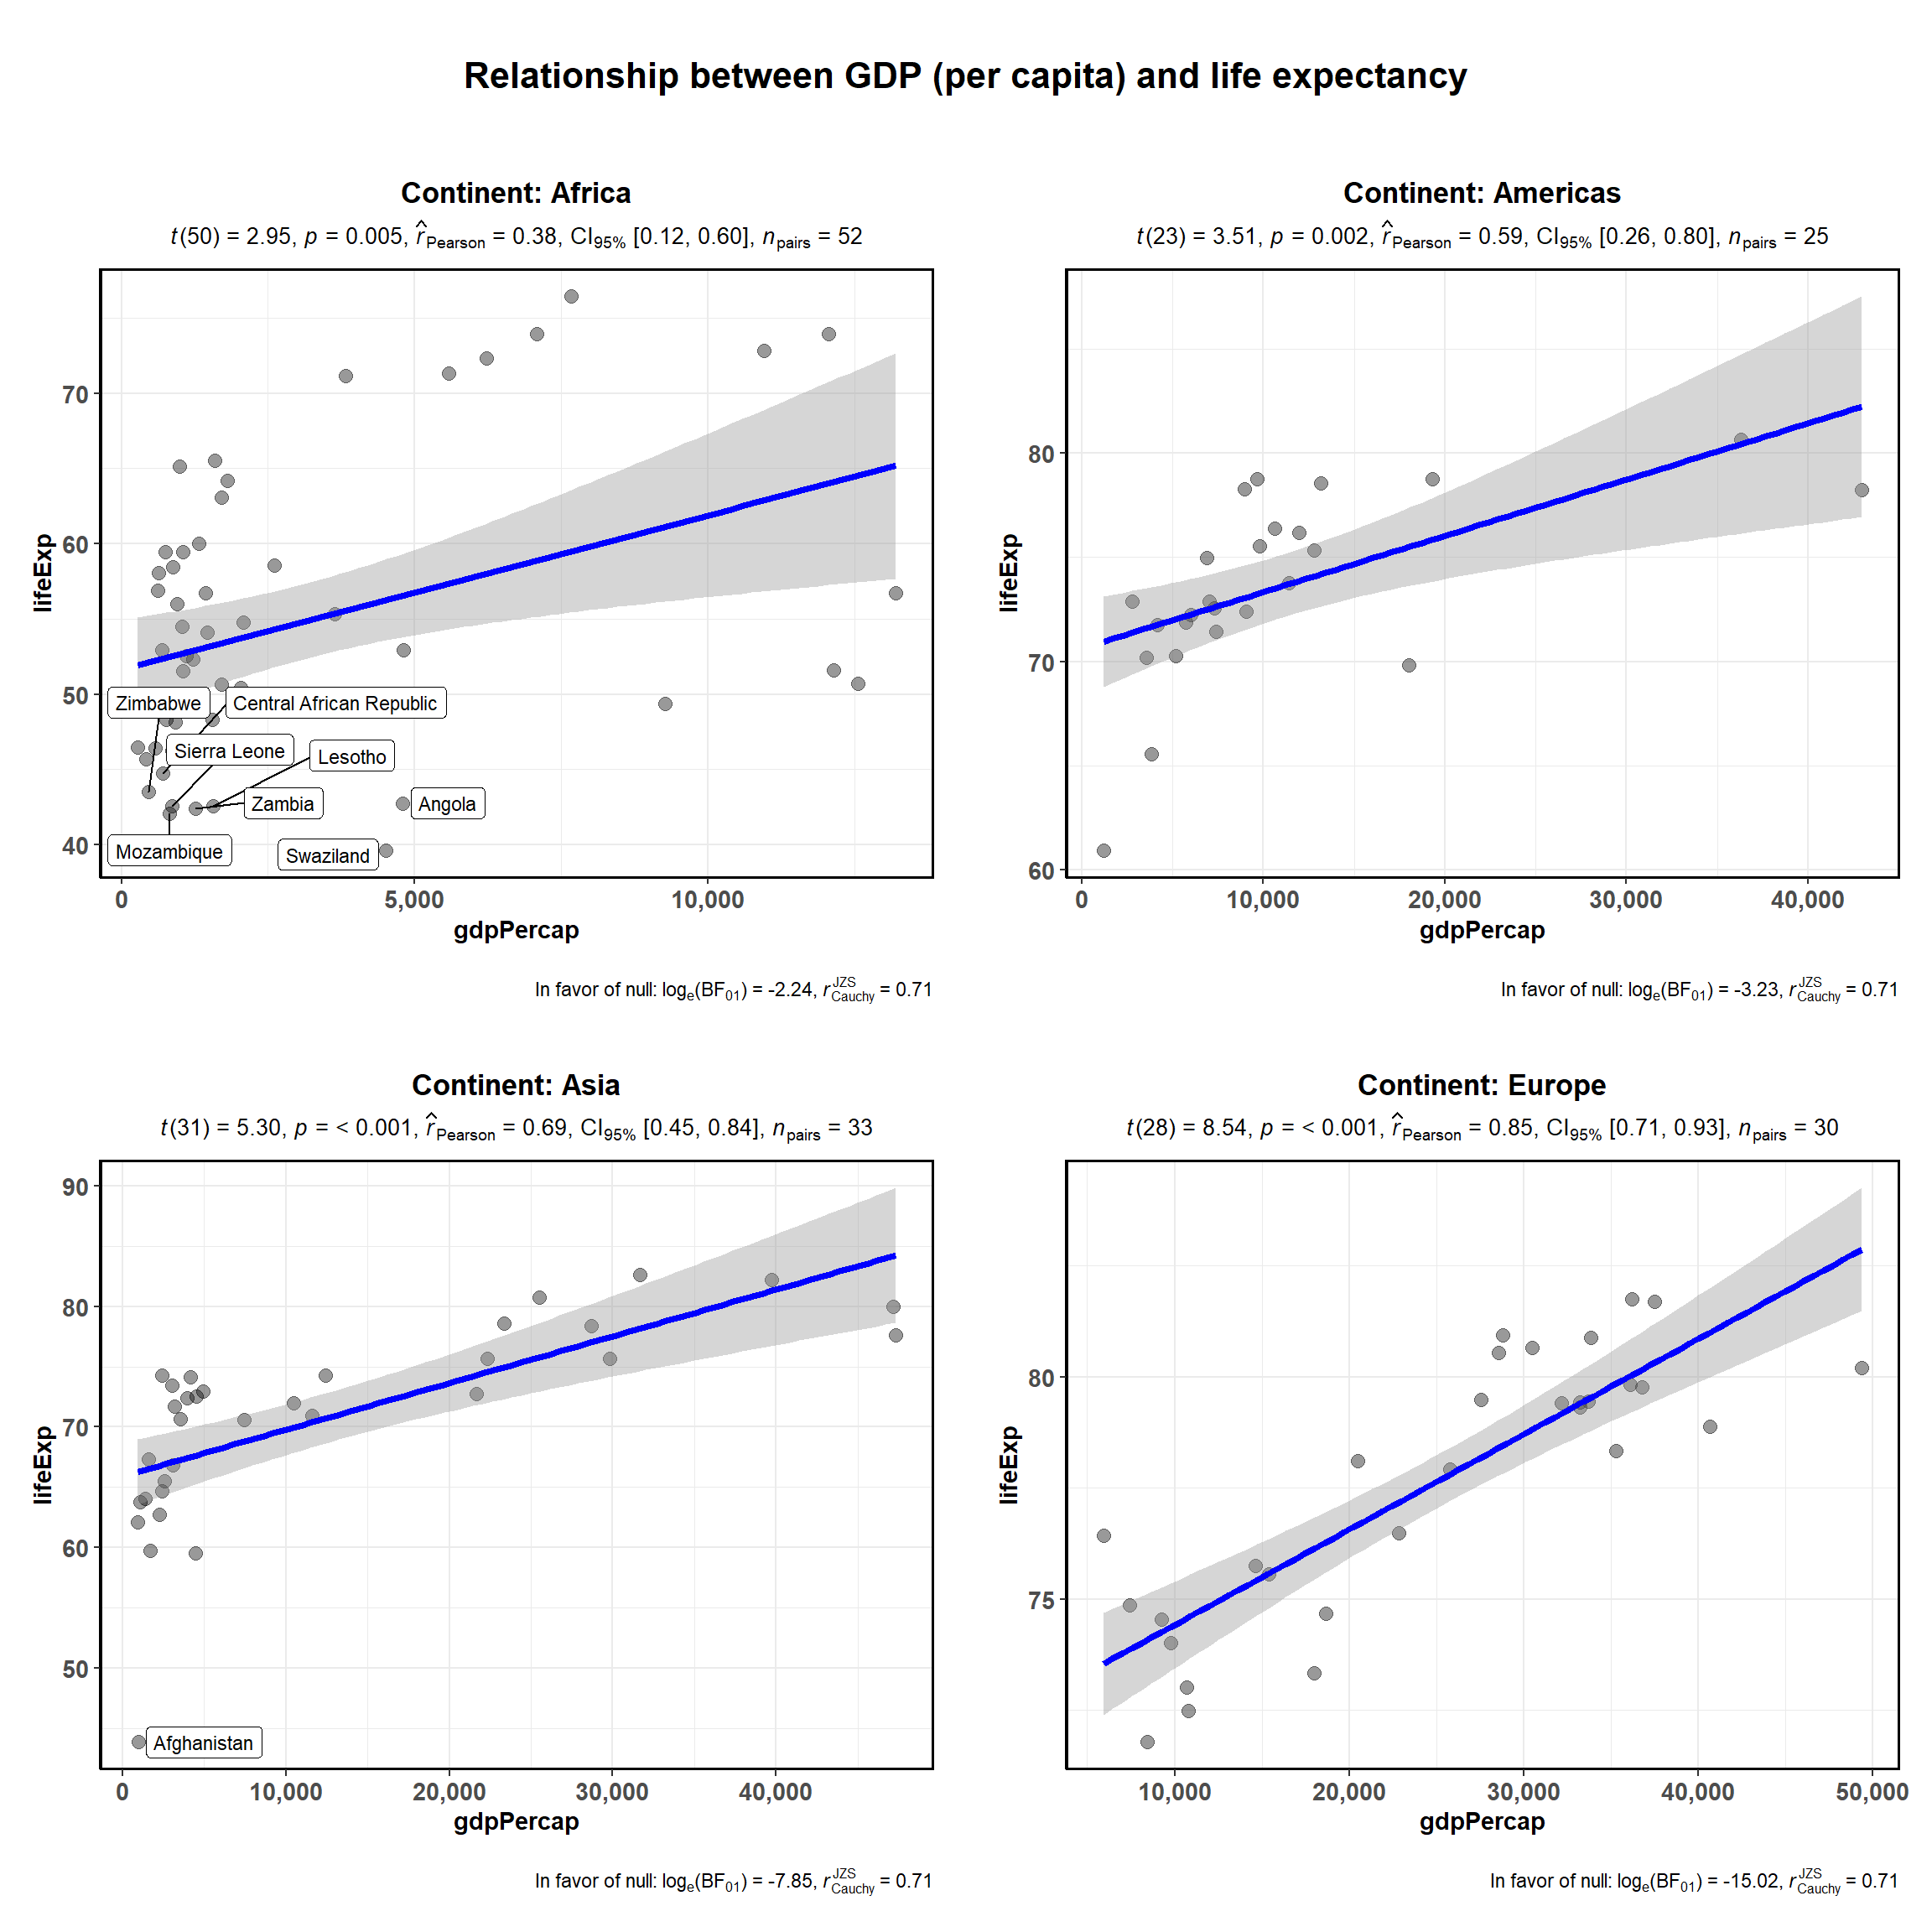 Relationship between GDP (per capita) and life expectancy
Continent: Africa
t(50) = 2.95, p = 0.005, r̂Pearson = 0.38, CI95% [0.12, 0.60], npairs = 52
lifeExp
70
60
50
40
Zimbabwe
Central African Republic
Sierra Leone
Lesotho
Zambia
Angola
Mozambique
Swaziland
0 5,000 10,000
gdpPercap
In favor of null: loge(BF01) = -2.24, rJZSCauchy = 0.71
Continent: Americas
t(23) = 3.51, p = 0.002, r̂Pearson = 0.59, CI95% [0.26, 0.80], npairs = 25
lifeExp
80
70
60
0 10,000 20,000 30,000 40,000
gdpPercap
In favor of null: loge(BF01) = -3.23, rJZSCauchy = 0.71
Continent: Asia
t(31) = 5.30, p = < 0.001, r̂Pearson = 0.69, CI95% [0.45, 0.84], npairs = 33
lifeExp
90
80
70
60
50
Afghanistan
0 10,000 20,000 30,000 40,000
gdpPercap
In favor of null: loge(BF01) = -7.85, rJZSCauchy = 0.71
Continent: Europe
t(28) = 8.54, p = < 0.001, r̂Pearson = 0.85, CI95% [0.71, 0.93], npairs = 30
lifeExp
80
75
10,000 20,000 30,000 40,000 50,000
gdpPercap
In favor of null: loge(BF01) = -15.02, rJZSCauchy = 0.71